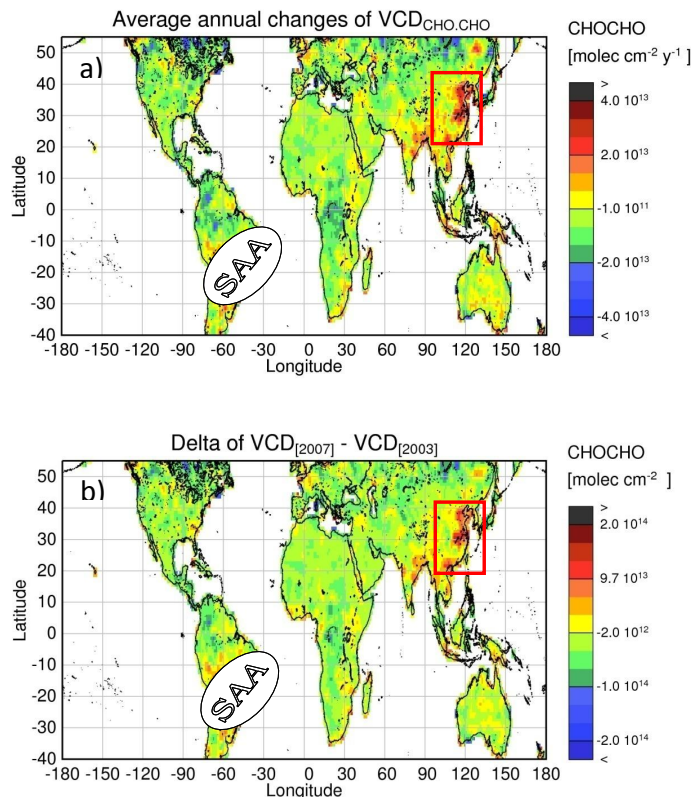 Average annual changes of VCD_CHO.CHO
CHOCHO
[molec cm⁻² y⁻¹ ]
a)
50
40
30
20
10
0
-10
-20
-30
-40
Latitude
SAA
-180 -150 -120 -90 -60 -30 0 30 60 90 120 150 180
Longitude
>
4.0 10¹³
2.0 10¹³
-1.0 10¹¹
-2.0 10¹³
-4.0 10¹³
<
Delta of VCD_[2007] - VCD_[2003]
CHOCHO
[molec cm⁻² ]
b)
50
40
30
20
10
0
-10
-20
-30
-40
Latitude
SAA
-180 -150 -120 -90 -60 -30 0 30 60 90 120 150 180
Longitude
>
2.0 10¹⁴
9.7 10¹³
-2.0 10¹²
-1.0 10¹⁴
-2.0 10¹⁴
<